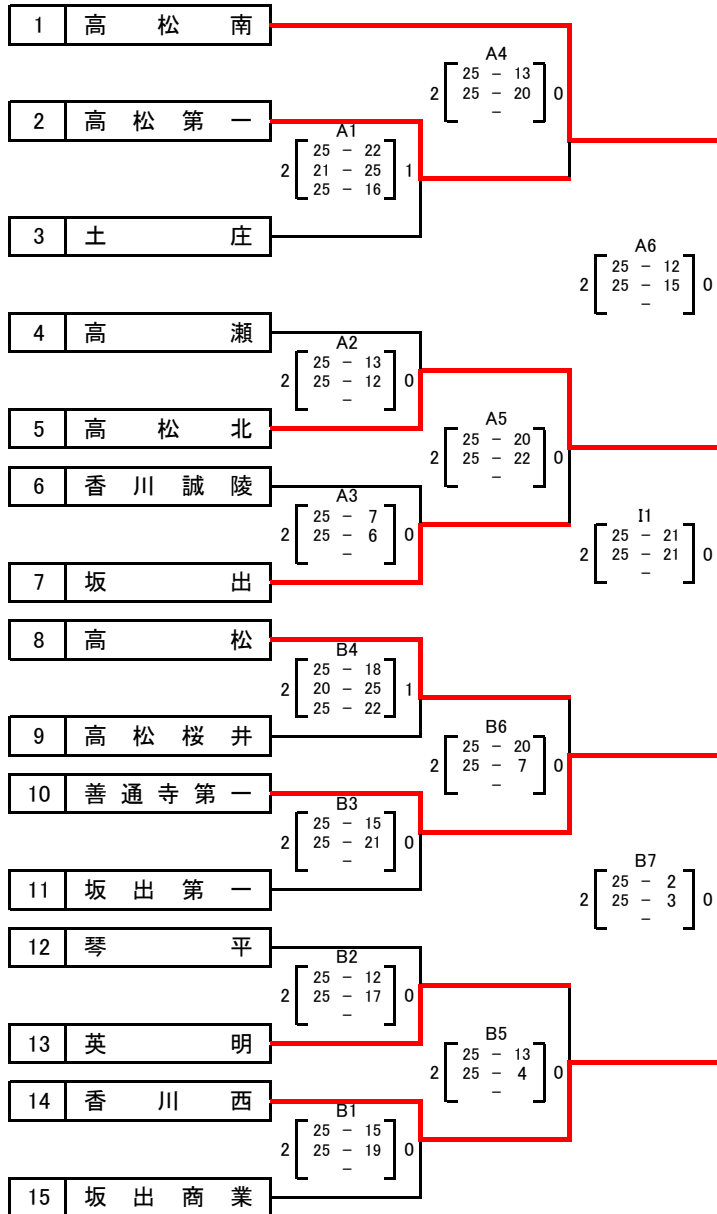 1 高松南
A4
25 - 13
2 25 - 20 0
-
2 高松第一
A1
25 - 22
2 21 - 25 1
25 - 16
3 土庄
A6
25 - 12
2 25 - 15 0
-
4 高瀬
A2
25 - 13
2 25 - 12 0
-
5 高松北
A5
25 - 20
2 25 - 22 0
-
6 香川誠陵
A3
25 - 7
2 25 - 6 0
-
I1
25 - 21
2 25 - 21 0
-
7 坂出
8 高松
B4
25 - 18
2 20 - 25 1
25 - 22
9 高松桜井
B6
25 - 20
2 25 - 7 0
-
10 善通寺第一
B3
25 - 15
2 25 - 21 0
-
11 坂出第一
B7
25 - 2
2 25 - 3 0
-
12 琴平
B2
25 - 12
2 25 - 17 0
-
13 英明
B5
25 - 13
2 25 - 4 0
-
14 香川西
B1
25 - 15
2 25 - 19 0
-
15 坂出商業